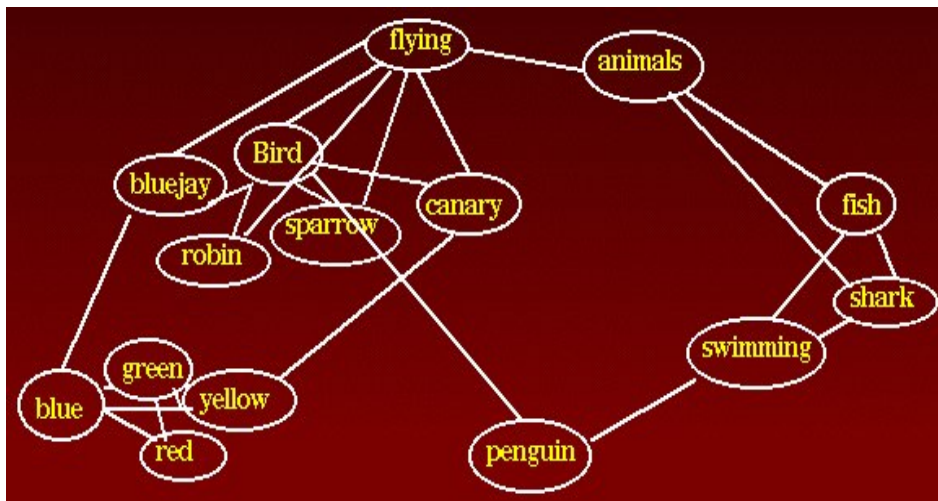 flying
animals
Bird
bluejay
canary
fish
sparrow
robin
shark
swimming
green
yellow
blue
red
penguin